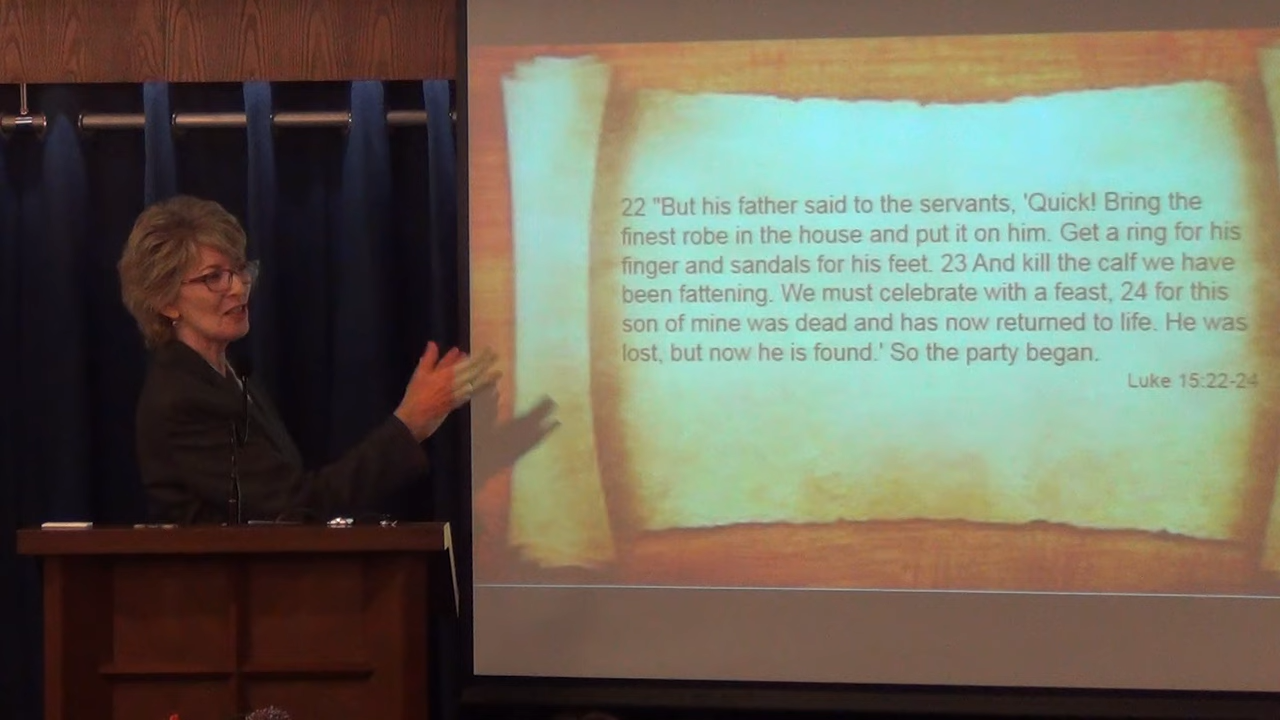 22 "But his father said to the servants, 'Quick! Bring the
finest robe in the house and put it on him. Get a ring for his
finger and sandals for his feet. 23 And kill the calf we have
been fattening. We must celebrate with a feast, 24 for this
son of mine was dead and has now returned to life. He was
lost, but now he is found.' So the party began.
Luke 15:22-24